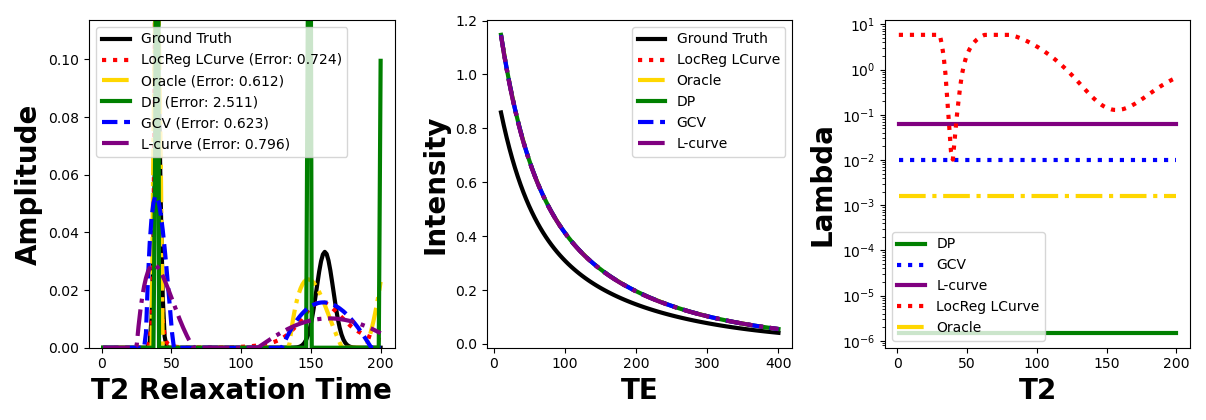 Amplitude
0.10
0.08
0.06
0.04
0.02
0.00
Ground Truth
LocReg LCurve (Error: 0.724)
Oracle (Error: 0.612)
DP (Error: 2.511)
GCV (Error: 0.623)
L-curve (Error: 0.796)
0 50 100 150 200
T2 Relaxation Time
Intensity
1.2
1.0
0.8
0.6
0.4
0.2
0.0
Ground Truth
LocReg LCurve
Oracle
DP
GCV
L-curve
0 100 200 300 400
TE
Lambda
10¹
10⁰
10⁻¹
10⁻²
10⁻³
10⁻⁴
10⁻⁵
10⁻⁶
DP
GCV
L-curve
LocReg LCurve
Oracle
0 50 100 150 200
T2